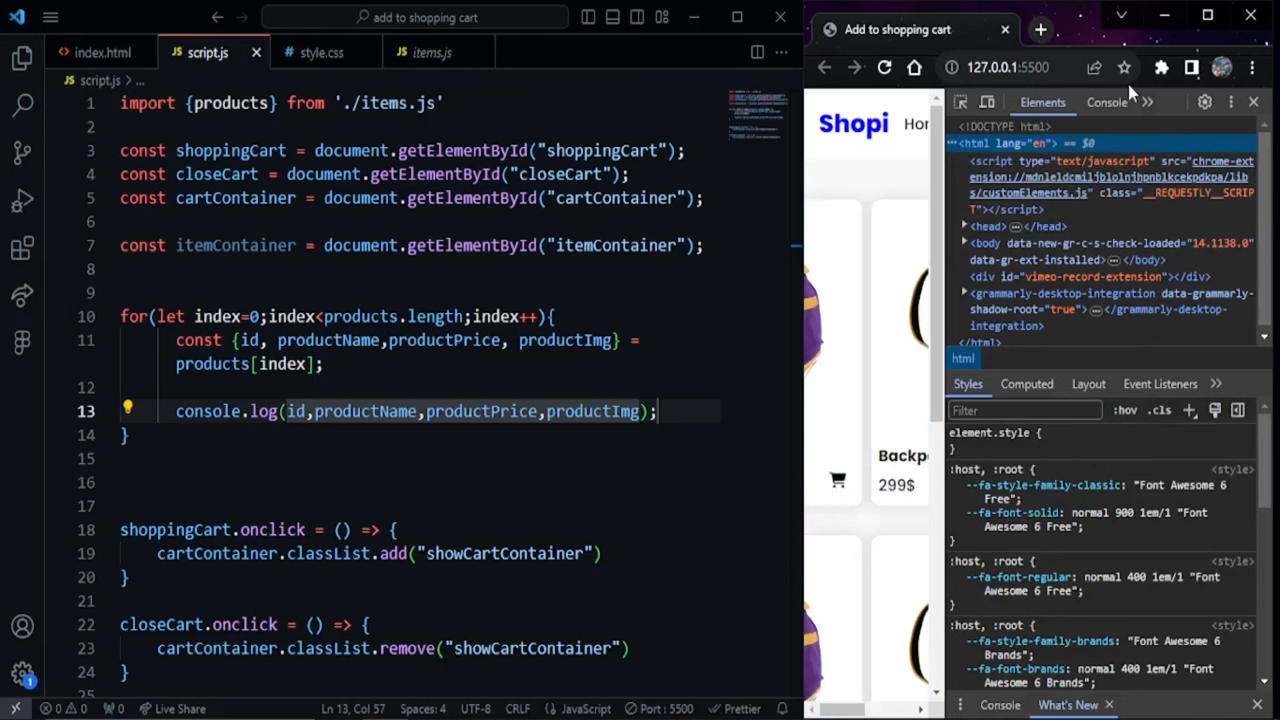 add to shopping cart
index.html
script.js
style.css
items.js
script.js > ...
1 import {products} from './items.js'
2
3 const shoppingCart = document.getElementById("shoppingCart");
4 const closeCart = document.getElementById("closeCart");
5 const cartContainer = document.getElementById("cartContainer");
6
7 const itemContainer = document.getElementById("itemContainer");
8
9
10 for(let index=0;index<products.length;index++){
11 const {id, productName,productPrice, productImg} =
products[index];
12
13 console.log(id,productName,productPrice,productImg);
14 }
15
16
17
18 shoppingCart.onclick = () => {
19 cartContainer.classList.add("showCartContainer")
20 }
21
22 closeCart.onclick = () => {
23 cartContainer.classList.remove("showCartContainer")
24 }
25
1
0 0 0 Live Share Ln 13, Col 57 Spaces: 4 UTF-8 CRLF {} JavaScript Port : 5500 Prettier
Add to shopping cart
127.0.0.1:5500
Shopi
Hor
Backp
299$
Elements Console
<!DOCTYPE html>
<html lang="en"> == $0
<script type="text/javascript" src="chrome-ext
ension://mdnleldcmiljblolnjhpnblkcekpdkpa/lib
s/customElements.js" class="__REQUESTLY__SCRIP
T"></script>
<head>…</head>
<body data-new-gr-c-s-check-loaded="14.1138.0"
data-gr-ext-installed>…</body>
<div id="vimeo-record-extension"></div>
<grammarly-desktop-integration data-grammarly-
shadow-root="true">…</grammarly-desktop-
integration>
</html>
html
Styles Computed Layout Event Listeners
Filter :hov .cls
element.style {
}
:host, :root { <style>
--fa-style-family-classic: "Font Awesome 6
Free";
--fa-font-solid: normal 900 1em/1 "Font
Awesome 6 Free";
}
:host, :root { <style>
--fa-font-regular: normal 400 1em/1 "Font
Awesome 6 Free";
}
:host, :root { <style>
--fa-style-family-brands: "Font Awesome 6
Brands";
--fa-font-brands: normal 400 1em/1 "Font
Awesome 6 Brands";
Console What's New